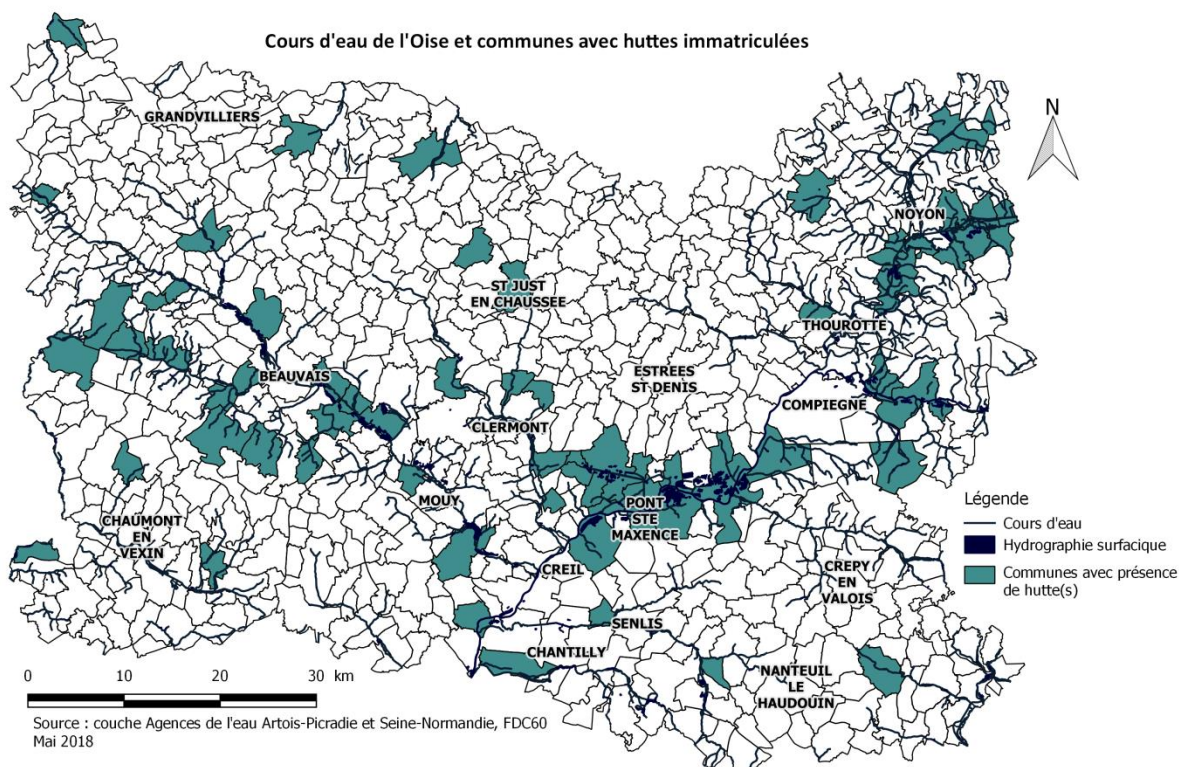 Cours d'eau de l'Oise et communes avec huttes immatriculées
N
GRANDVILLIERS
NOYON
ST JUST
EN CHAUSSEE
THOUROTTE
BEAUVAIS
ESTREES
ST DENIS
COMPIEGNE
CLERMONT
MOUY
PONT
STE
MAXENCE
CHAUMONT
EN
VEXIN
CREIL
CREPY
EN
VALOIS
SENLIS
CHANTILLY
NANTEUIL
LE
HAUDOUIN
Légende
Cours d'eau
Hydrographie surfacique
Communes avec présence
de hutte(s)
0 10 20 30 km
Source : couche Agences de l'eau Artois-Picradie et Seine-Normandie, FDC60
Mai 2018